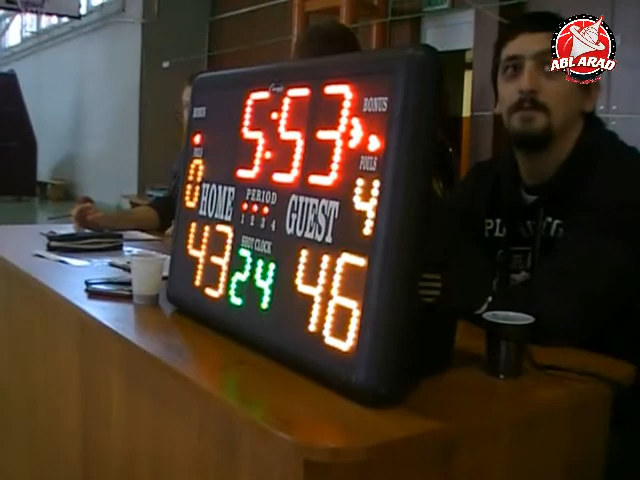 ABL ARAD
BONUS
5:53
FOULS
0
HOME
PERIOD
1 2 3 4
GUEST
4
SHOT CLOCK
43
24
46